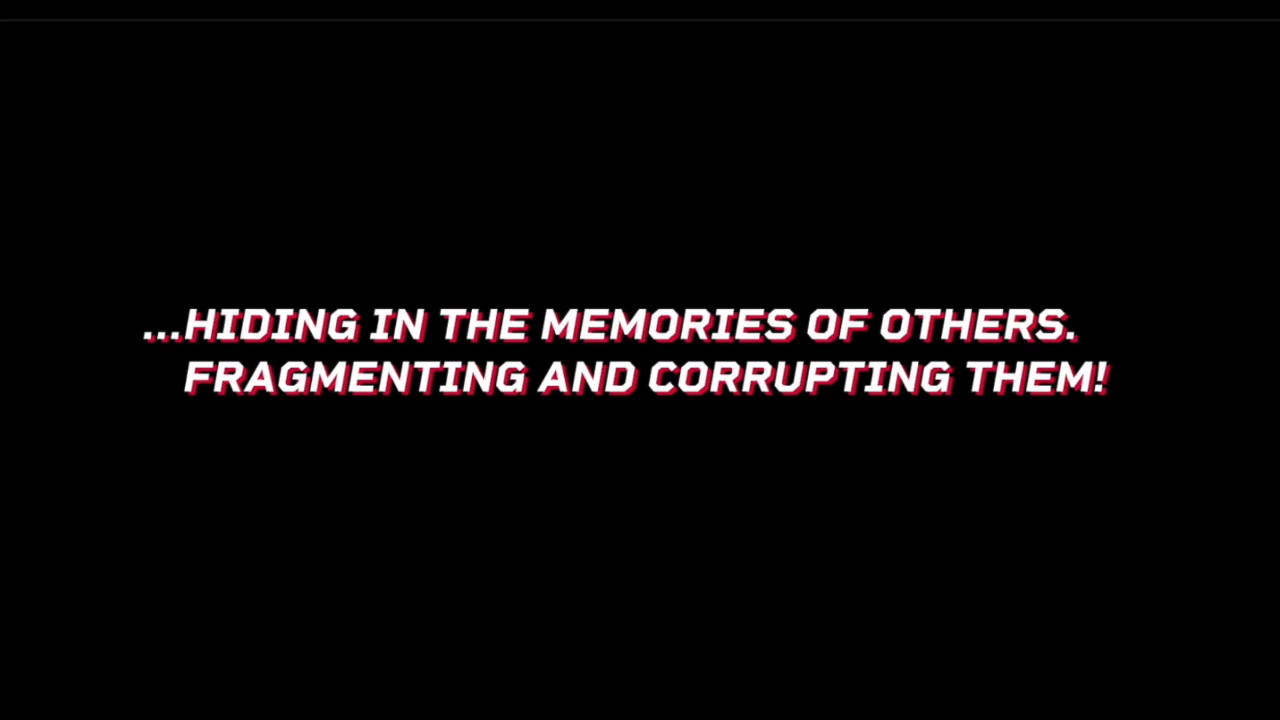 ...HIDING IN THE MEMORIES OF OTHERS.
FRAGMENTING AND CORRUPTING THEM!